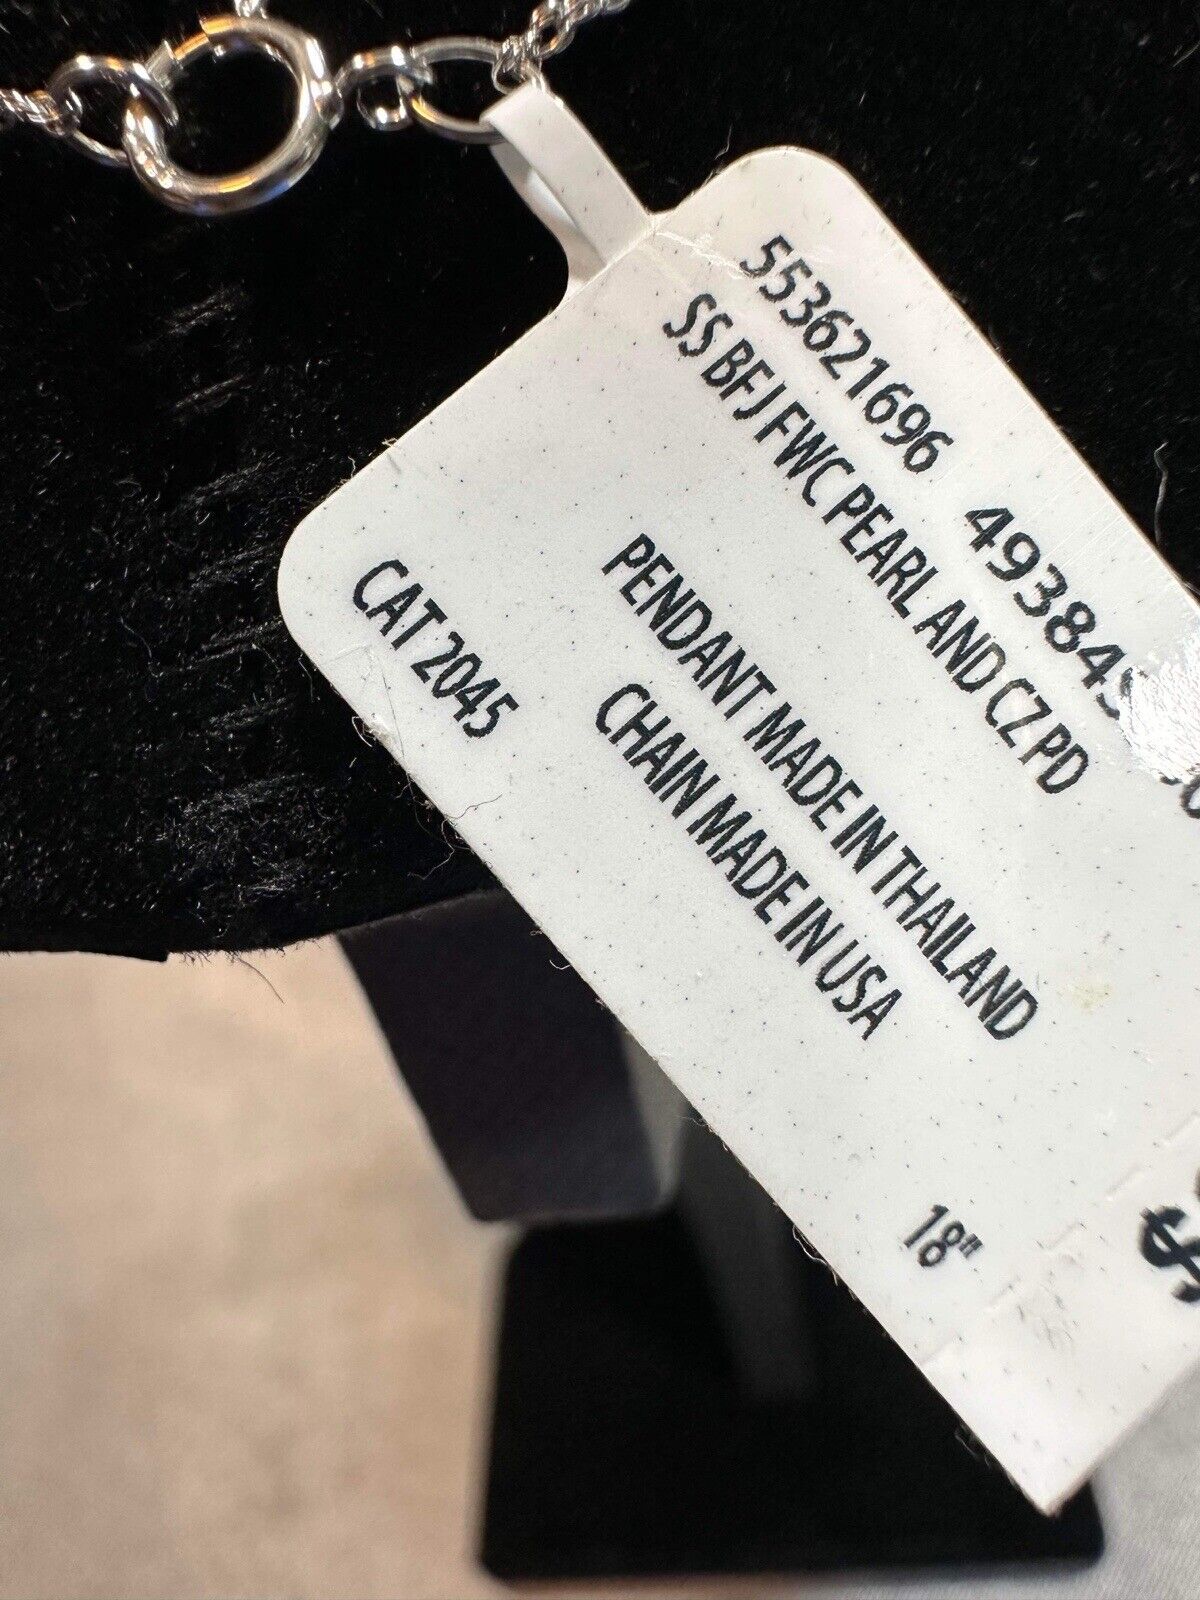 553621696 49384
SS BFJ FWC PEARL AND CZ PD
PENDANT MADE IN THAILAND
CHAIN MADE IN USA
CAT 2045
18"
$